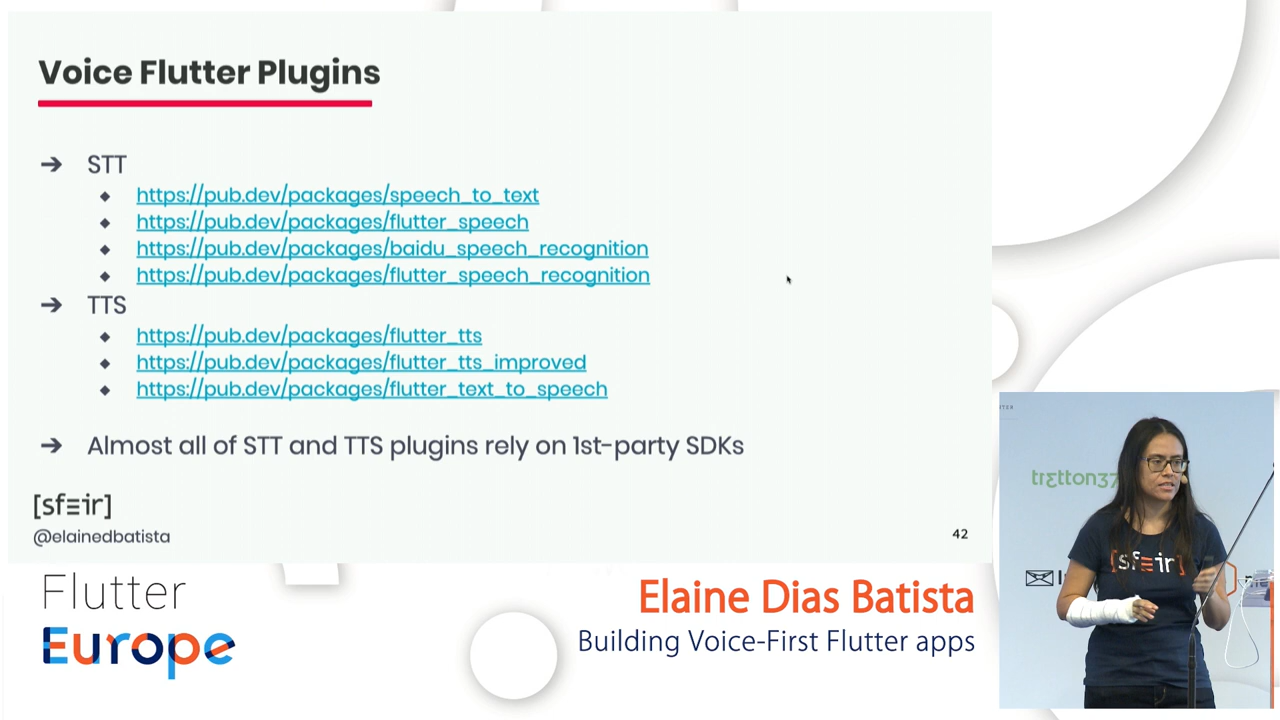 Voice Flutter Plugins
➔ STT
◆ https://pub.dev/packages/speech_to_text
◆ https://pub.dev/packages/flutter_speech
◆ https://pub.dev/packages/baidu_speech_recognition
◆ https://pub.dev/packages/flutter_speech_recognition
➔ TTS
◆ https://pub.dev/packages/flutter_tts
◆ https://pub.dev/packages/flutter_tts_improved
◆ https://pub.dev/packages/flutter_text_to_speech
➔ Almost all of STT and TTS plugins rely on 1st-party SDKs
[sfeir]
@elainedbatista
42
Flutter
Europe
Elaine Dias Batista
Building Voice-First Flutter apps
tretton37
[sfeir]